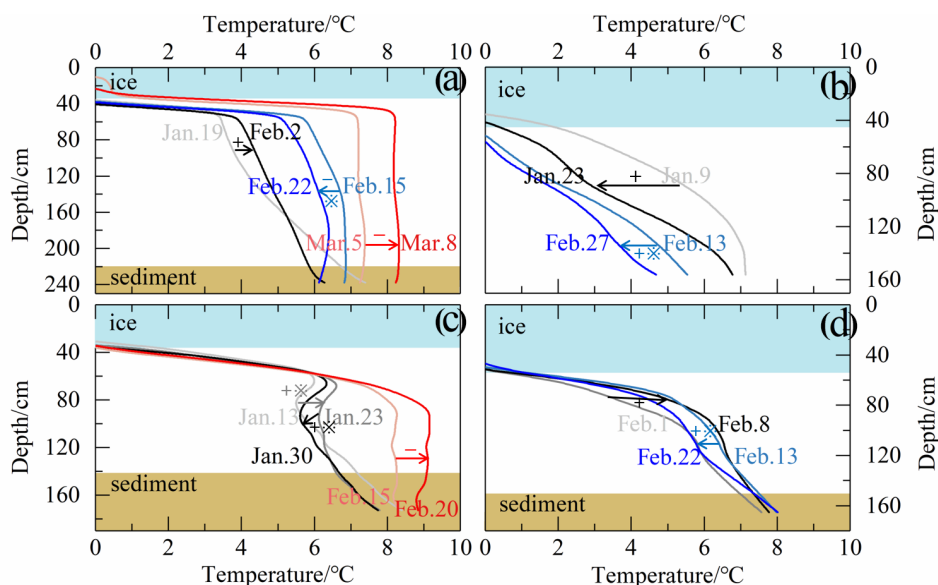 Temperature/℃
Temperature/℃
0 2 4 6 8 10
0 2 4 6 8 10
Depth/cm
0
40
80
120
160
200
240
ice
(a)
Jan.19
Feb.2
+
Feb.22
Feb.15
−
※
Mar.5
Mar.8
−
sediment
(b)
0
40
80
120
160
Depth/cm
Jan.23
Jan.9
+
Feb.27
Feb.13
+※
Depth/cm
0
40
80
120
160
ice
(c)
+※
Jan.13
Jan.23
+※
Jan.30
−
Feb.15
Feb.20
sediment
ice
(d)
0
40
80
120
160
Depth/cm
+
Feb.1
Feb.8
+※
Feb.22
Feb.13
sediment
0 2 4 6 8 10
0 2 4 6 8 10
Temperature/℃
Temperature/℃